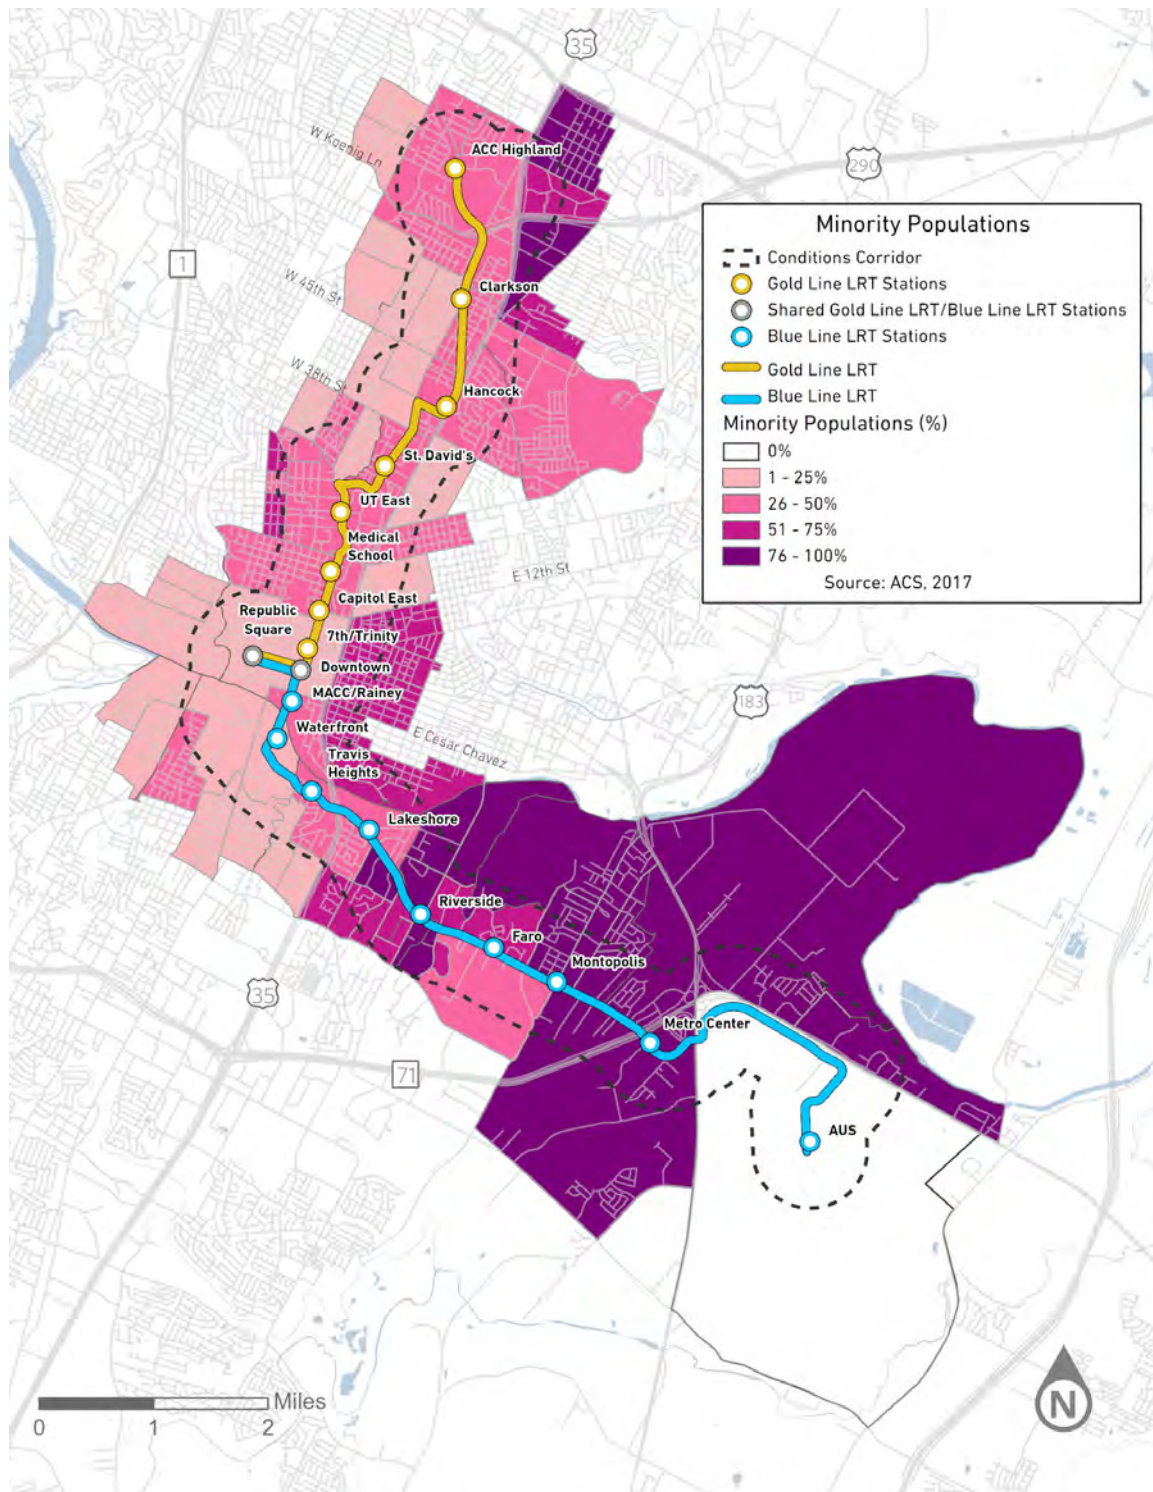 35
W Koenig Ln
ACC Highland
290
Minority Populations
Conditions Corridor
Gold Line LRT Stations
Shared Gold Line LRT/Blue Line LRT Stations
Blue Line LRT Stations
Gold Line LRT
Blue Line LRT
Minority Populations (%)
0%
1 - 25%
26 - 50%
51 - 75%
76 - 100%
Source: ACS, 2017
1
W 45th St
Clarkson
W 38th St
Hancock
St. David's
UT East
Medical
School
E 12th St
Capitol East
Republic
Square
7th/Trinity
Downtown
MACC/Rainey
183
Waterfront
E Cesar Chavez
Travis
Heights
Lakeshore
Riverside
Faro
Montopolis
35
Metro Center
71
AUS
Miles
0 1 2
N